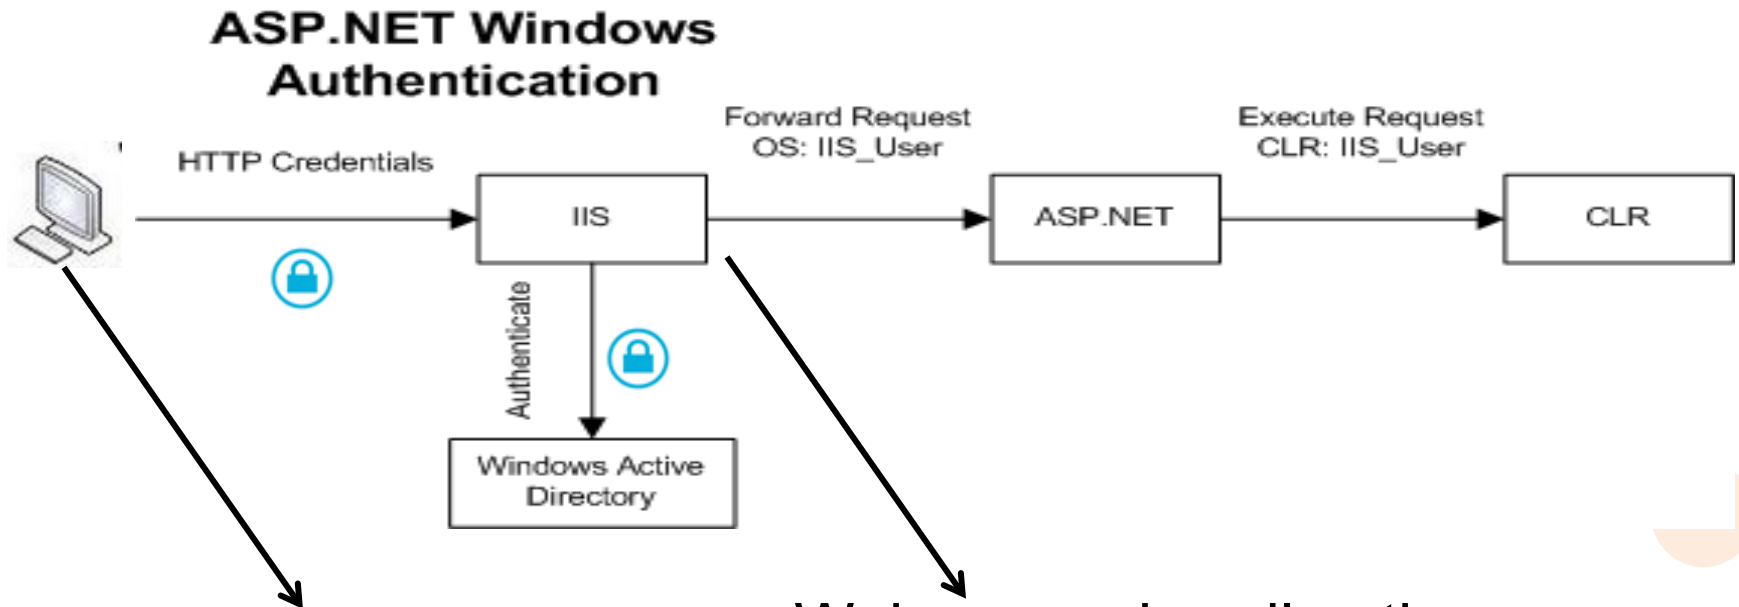 ASP.NET Windows
Authentication
HTTP Credentials
Forward Request
OS: IIS_User
Execute Request
CLR: IIS_User
IIS
ASP.NET
CLR
Authenticate
Windows Active
Directory